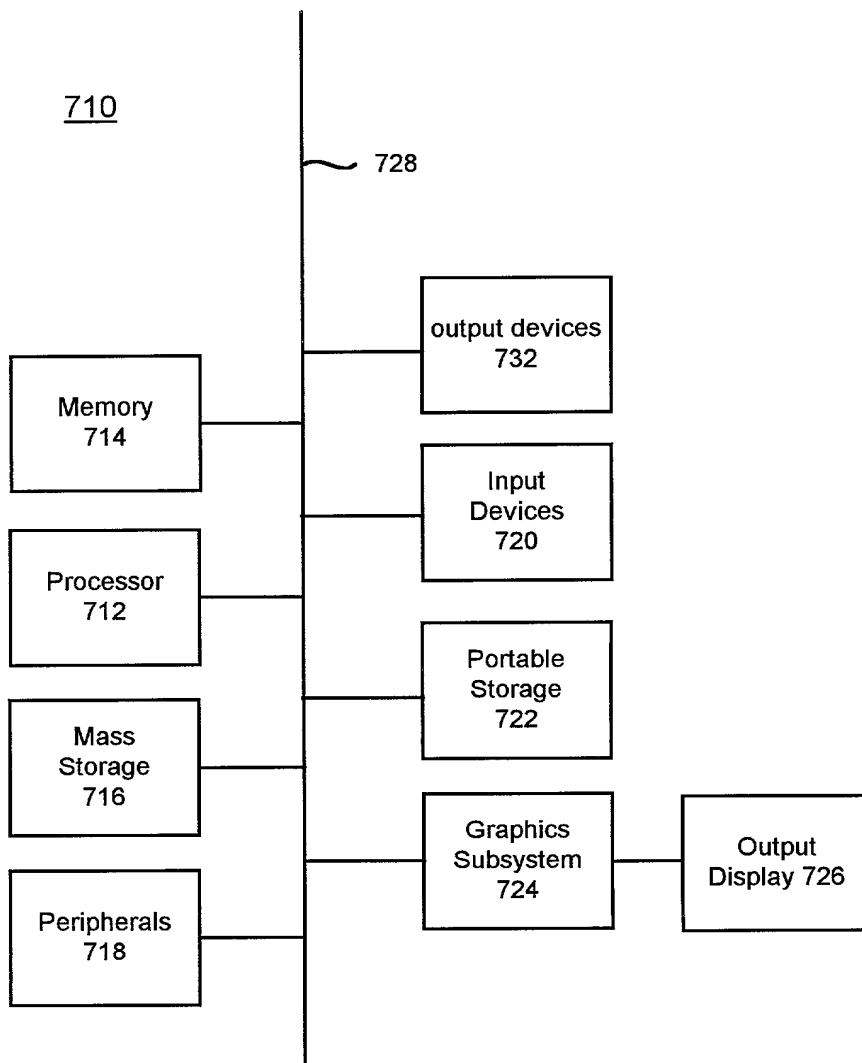 710
728
output devices
732
Memory
714
Input
Devices
720
Processor
712
Portable
Storage
722
Mass
Storage
716
Graphics
Subsystem
724
Output
Display 726
Peripherals
718